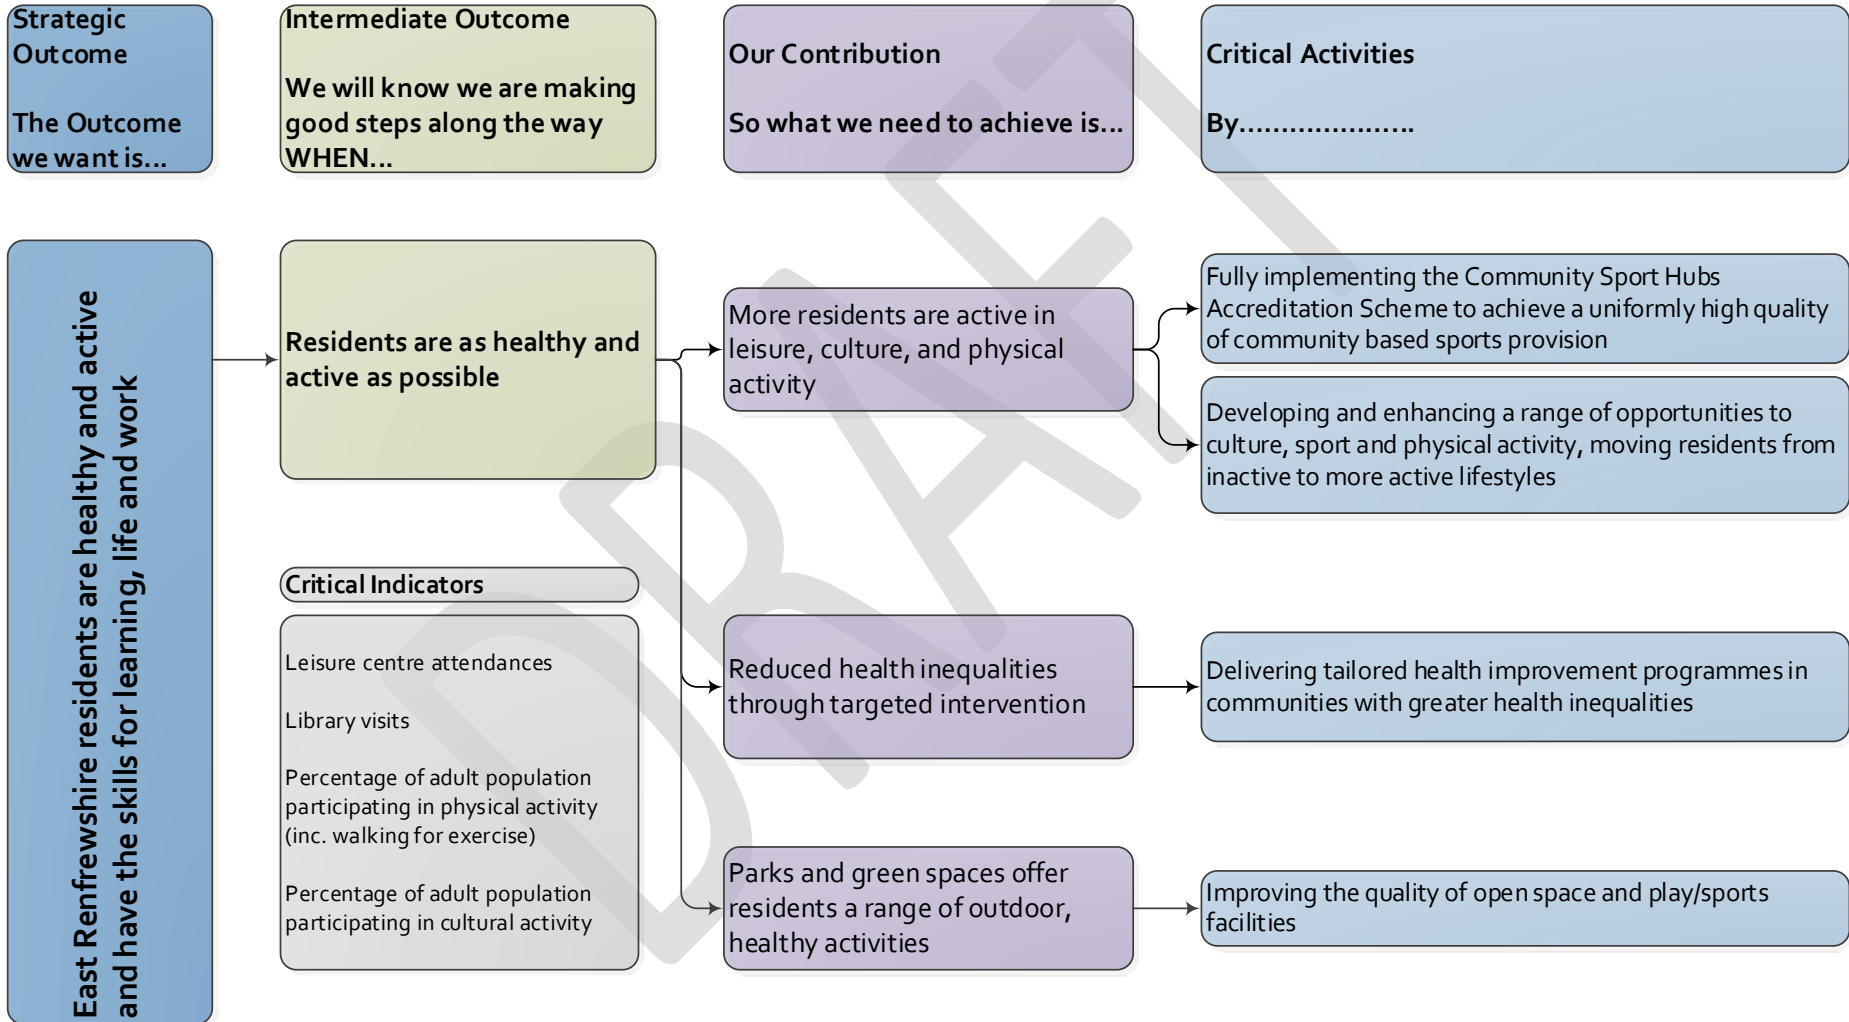 Strategic
Outcome
The Outcome
we want is...
Intermediate Outcome
We will know we are making
good steps along the way
WHEN...
Our Contribution
So what we need to achieve is...
Critical Activities
By.....................
East Renfrewshire residents are healthy and active
and have the skills for learning, life and work
Residents are as healthy and
active as possible
Critical Indicators
Leisure centre attendances
Library visits
Percentage of adult population
participating in physical activity
(inc. walking for exercise)
Percentage of adult population
participating in cultural activity
More residents are active in
leisure, culture, and physical
activity
Reduced health inequalities
through targeted intervention
Parks and green spaces offer
residents a range of outdoor,
healthy activities
Fully implementing the Community Sport Hubs
Accreditation Scheme to achieve a uniformly high quality
of community based sports provision
Developing and enhancing a range of opportunities to
culture, sport and physical activity, moving residents from
inactive to more active lifestyles
Delivering tailored health improvement programmes in
communities with greater health inequalities
Improving the quality of open space and play/sports
facilities
DRAFT